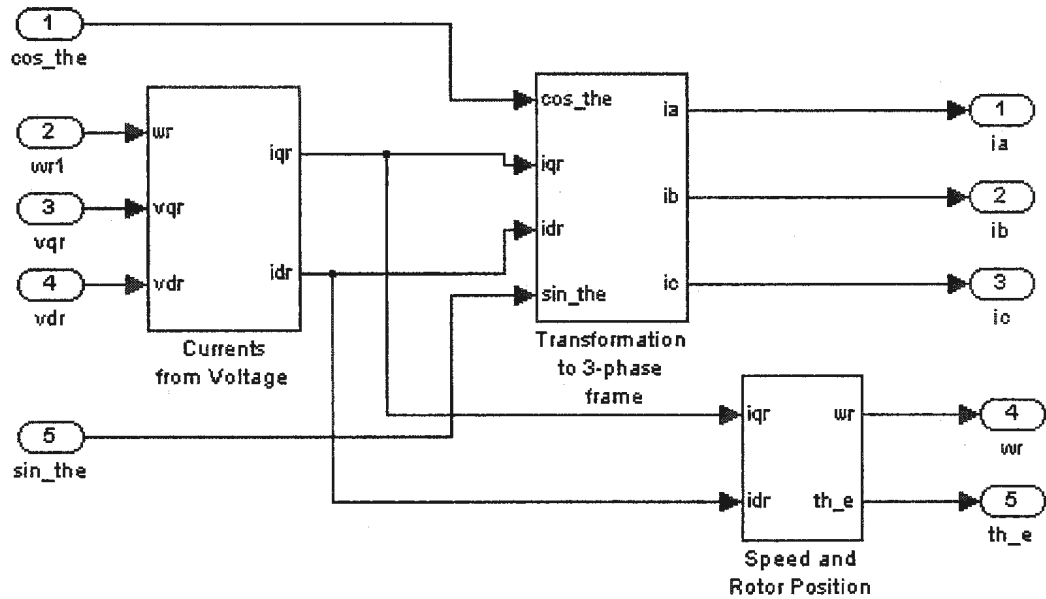 1
cos_the
2
wr1
3
vqr
4
vdr
5
sin_the
wr
vqr
vdr
iqr
idr
Currents
from Voltage
cos_the
iqr
idr
sin_the
ia
ib
ic
Transformation
to 3-phase
frame
iqr
idr
wr
th_e
Speed and
Rotor Position
1
ia
2
ib
3
ic
4
wr
5
th_e